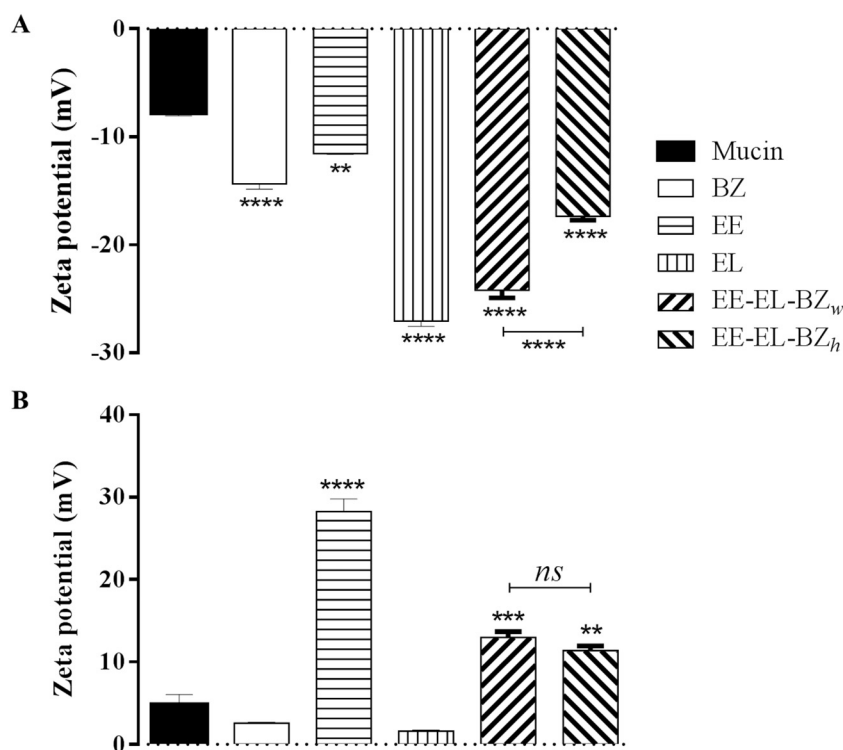 A
Zeta potential (mV)
0
-10
-20
-30
****
**
****
****
****
****
Mucin
BZ
EE
EL
EE-EL-BZw
EE-EL-BZh
B
Zeta potential (mV)
40
30
20
10
0
****
ns
***
**